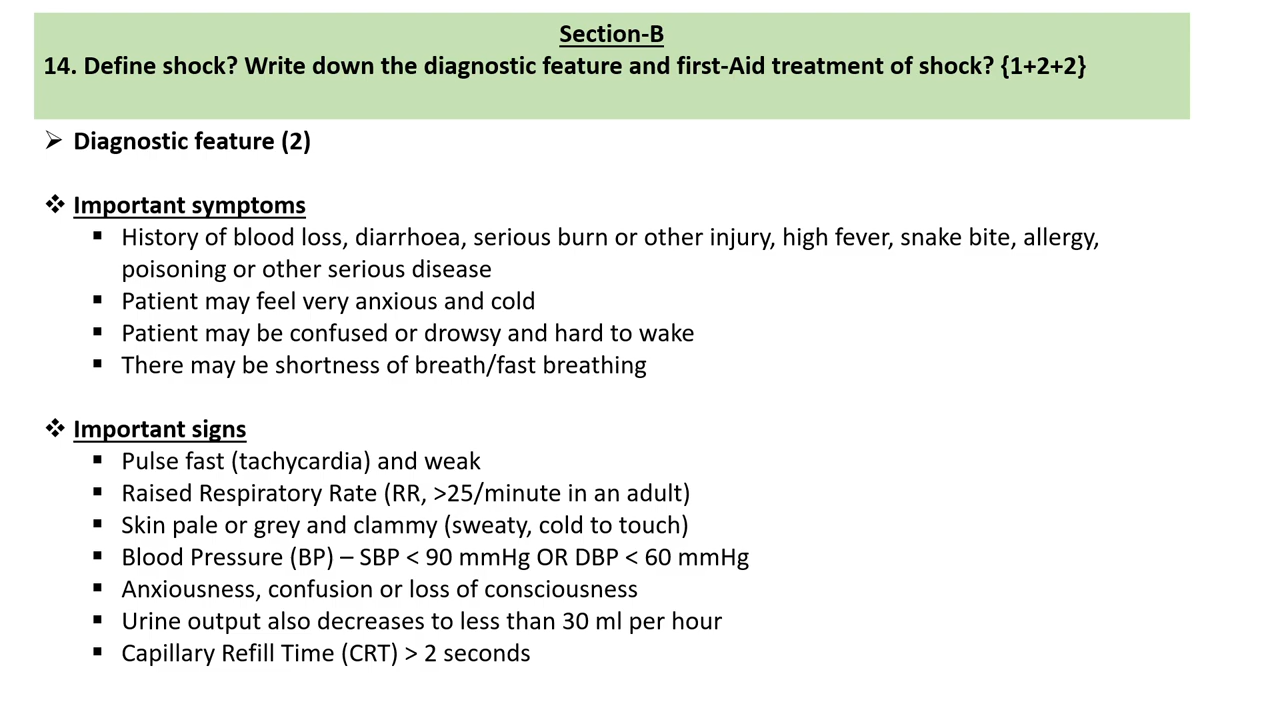 Section-B
14. Define shock? Write down the diagnostic feature and first-Aid treatment of shock? {1+2+2}
➢ Diagnostic feature (2)
❖ Important symptoms
▪ History of blood loss, diarrhoea, serious burn or other injury, high fever, snake bite, allergy,
poisoning or other serious disease
▪ Patient may feel very anxious and cold
▪ Patient may be confused or drowsy and hard to wake
▪ There may be shortness of breath/fast breathing
❖ Important signs
▪ Pulse fast (tachycardia) and weak
▪ Raised Respiratory Rate (RR, >25/minute in an adult)
▪ Skin pale or grey and clammy (sweaty, cold to touch)
▪ Blood Pressure (BP) – SBP < 90 mmHg OR DBP < 60 mmHg
▪ Anxiousness, confusion or loss of consciousness
▪ Urine output also decreases to less than 30 ml per hour
▪ Capillary Refill Time (CRT) > 2 seconds